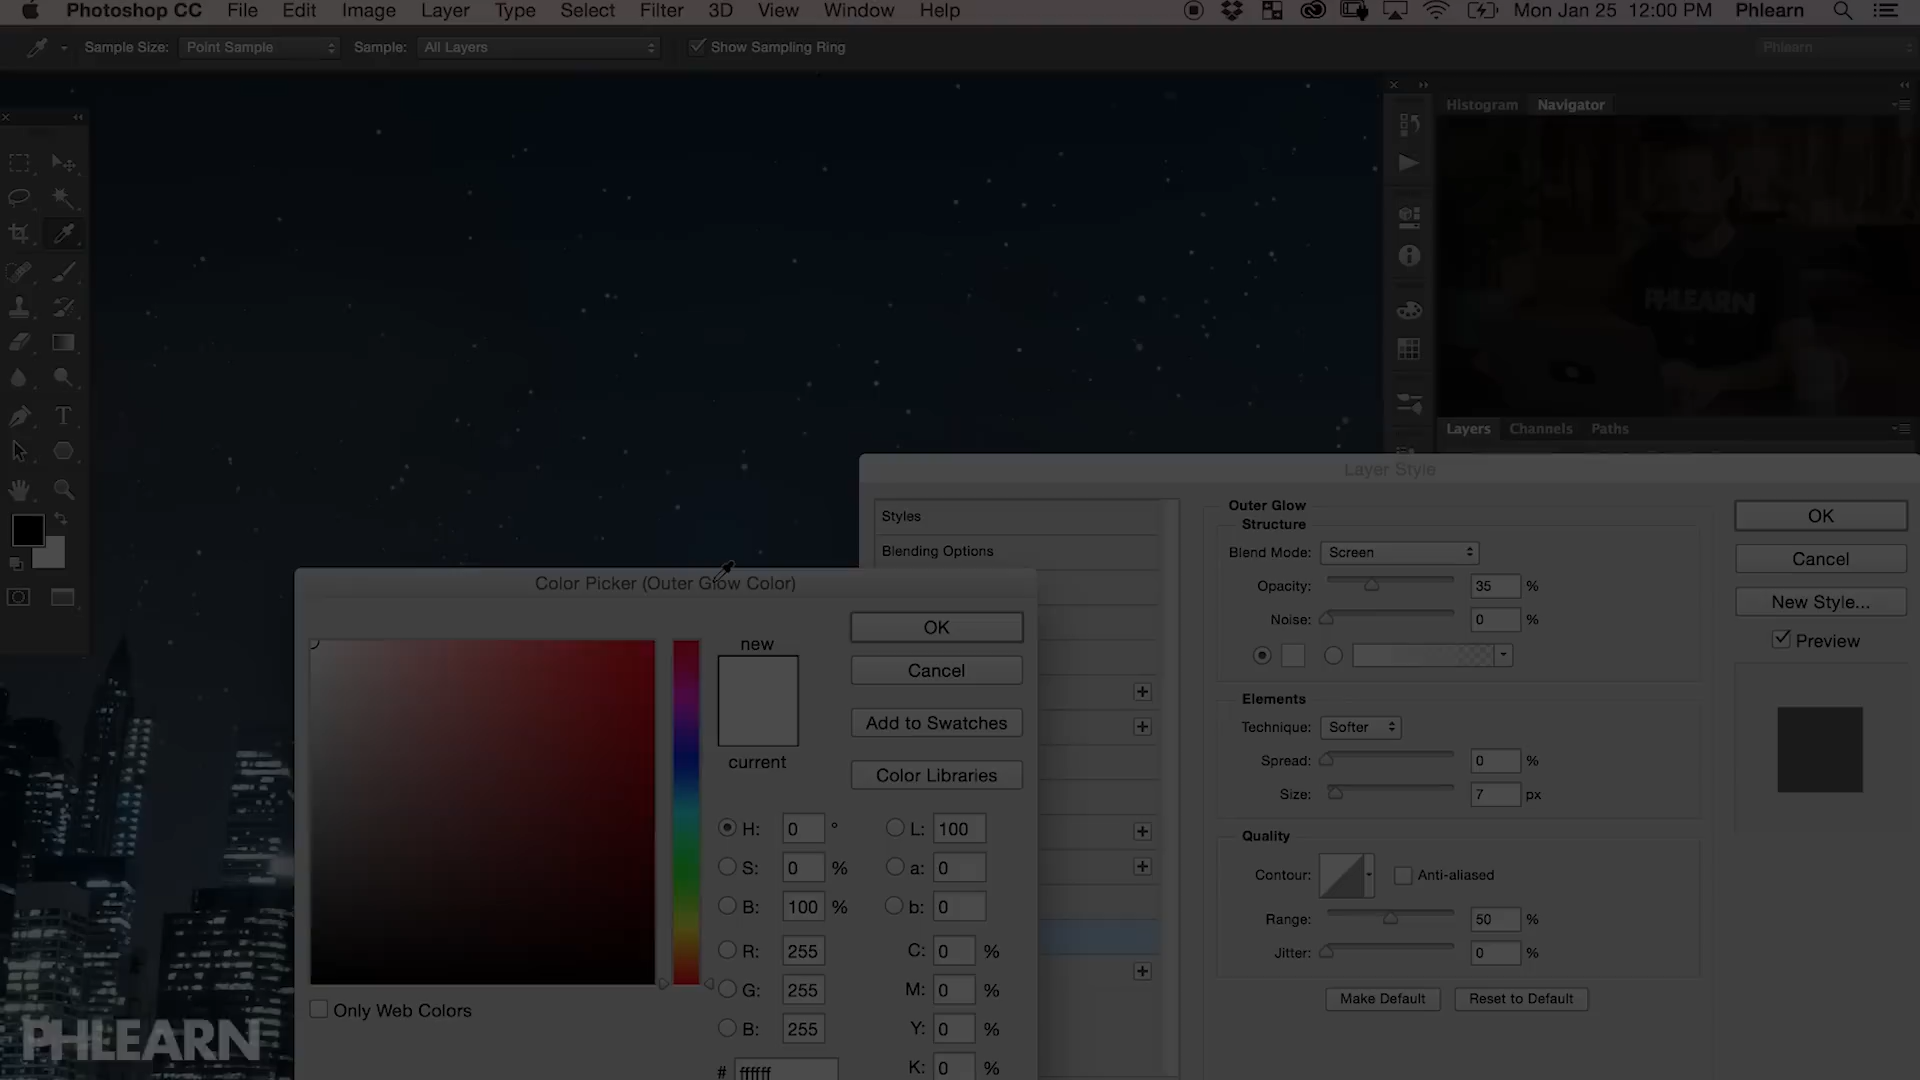 Photoshop CC File Edit Image Layer Type Select Filter 3D View Window Help Mon Jan 25 12:00 PM Phlearn
Sample Size: Point Sample Sample: All Layers Show Sampling Ring Phlearn
Histogram Navigator
PHLEARN
Layers Channels Paths
Layer Style
Styles
Blending Options
Outer Glow
Structure
Blend Mode: Screen
Opacity: 35 %
Noise: 0 %
Elements
Technique: Softer
Spread: 0 %
Size: 7 px
Quality
Contour: Anti-aliased
Range: 50 %
Jitter: 0 %
Make Default Reset to Default
OK
Cancel
New Style...
Preview
Color Picker (Outer Glow Color)
new
current
OK
Cancel
Add to Swatches
Color Libraries
H: 0 ° L: 100
S: 0 % a: 0
B: 100 % b: 0
R: 255 C: 0 %
G: 255 M: 0 %
B: 255 Y: 0 %
# ffffff K: 0 %
Only Web Colors
PHLEARN